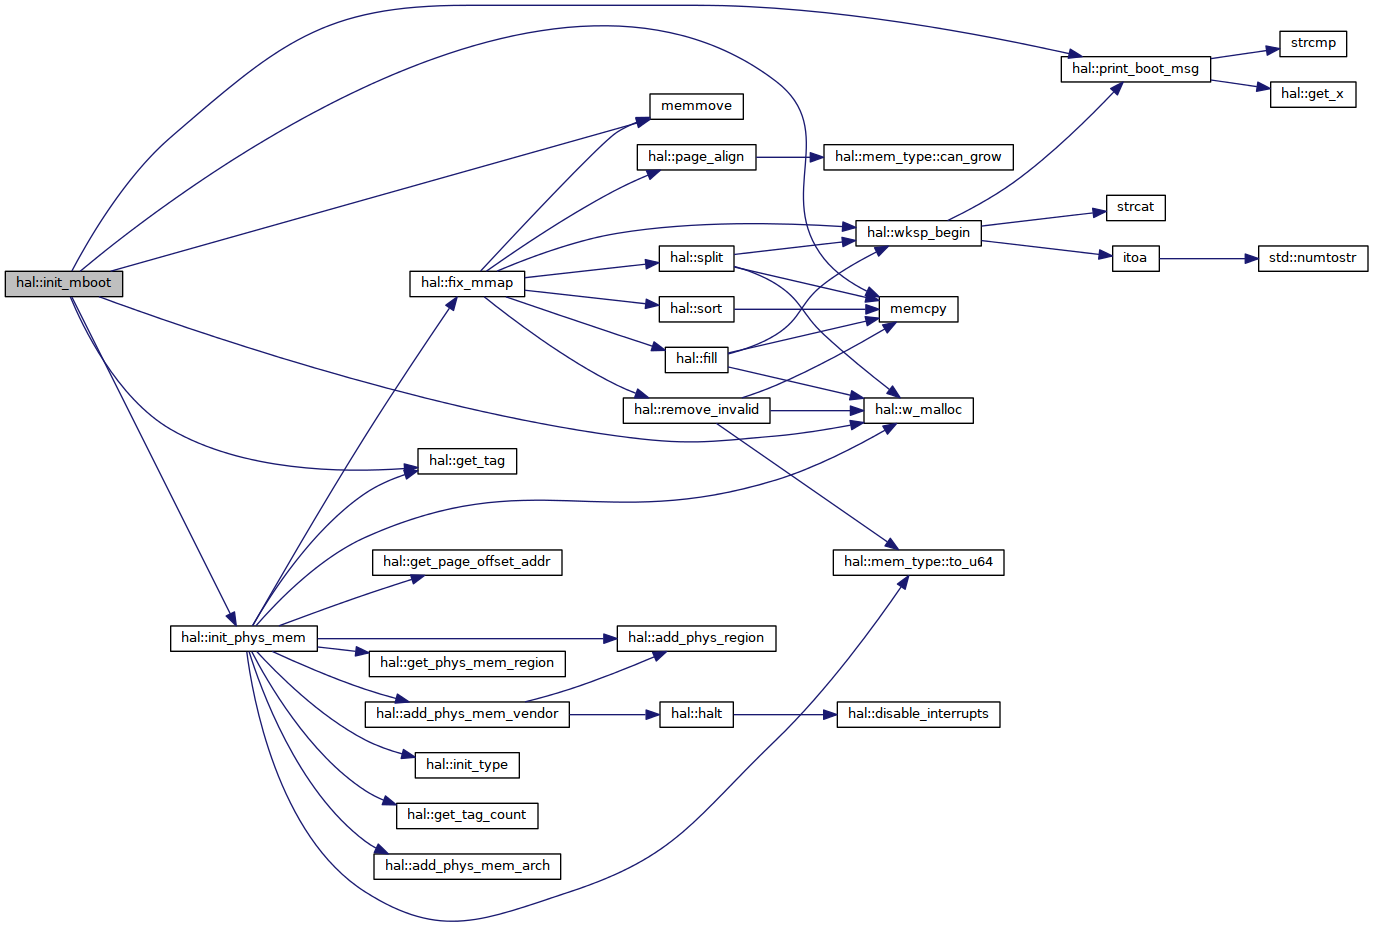 strcmp
hal::print_boot_msg
hal::get_x
memmove
hal::page_align
hal::mem_type::can_grow
strcat
hal::wksp_begin
hal::split
itoa
std::numtostr
hal::init_mboot
hal::fix_mmap
hal::sort
memcpy
hal::fill
hal::remove_invalid
hal::w_malloc
hal::get_tag
hal::get_page_offset_addr
hal::mem_type::to_u64
hal::init_phys_mem
hal::add_phys_region
hal::get_phys_mem_region
hal::add_phys_mem_vendor
hal::halt
hal::disable_interrupts
hal::init_type
hal::get_tag_count
hal::add_phys_mem_arch